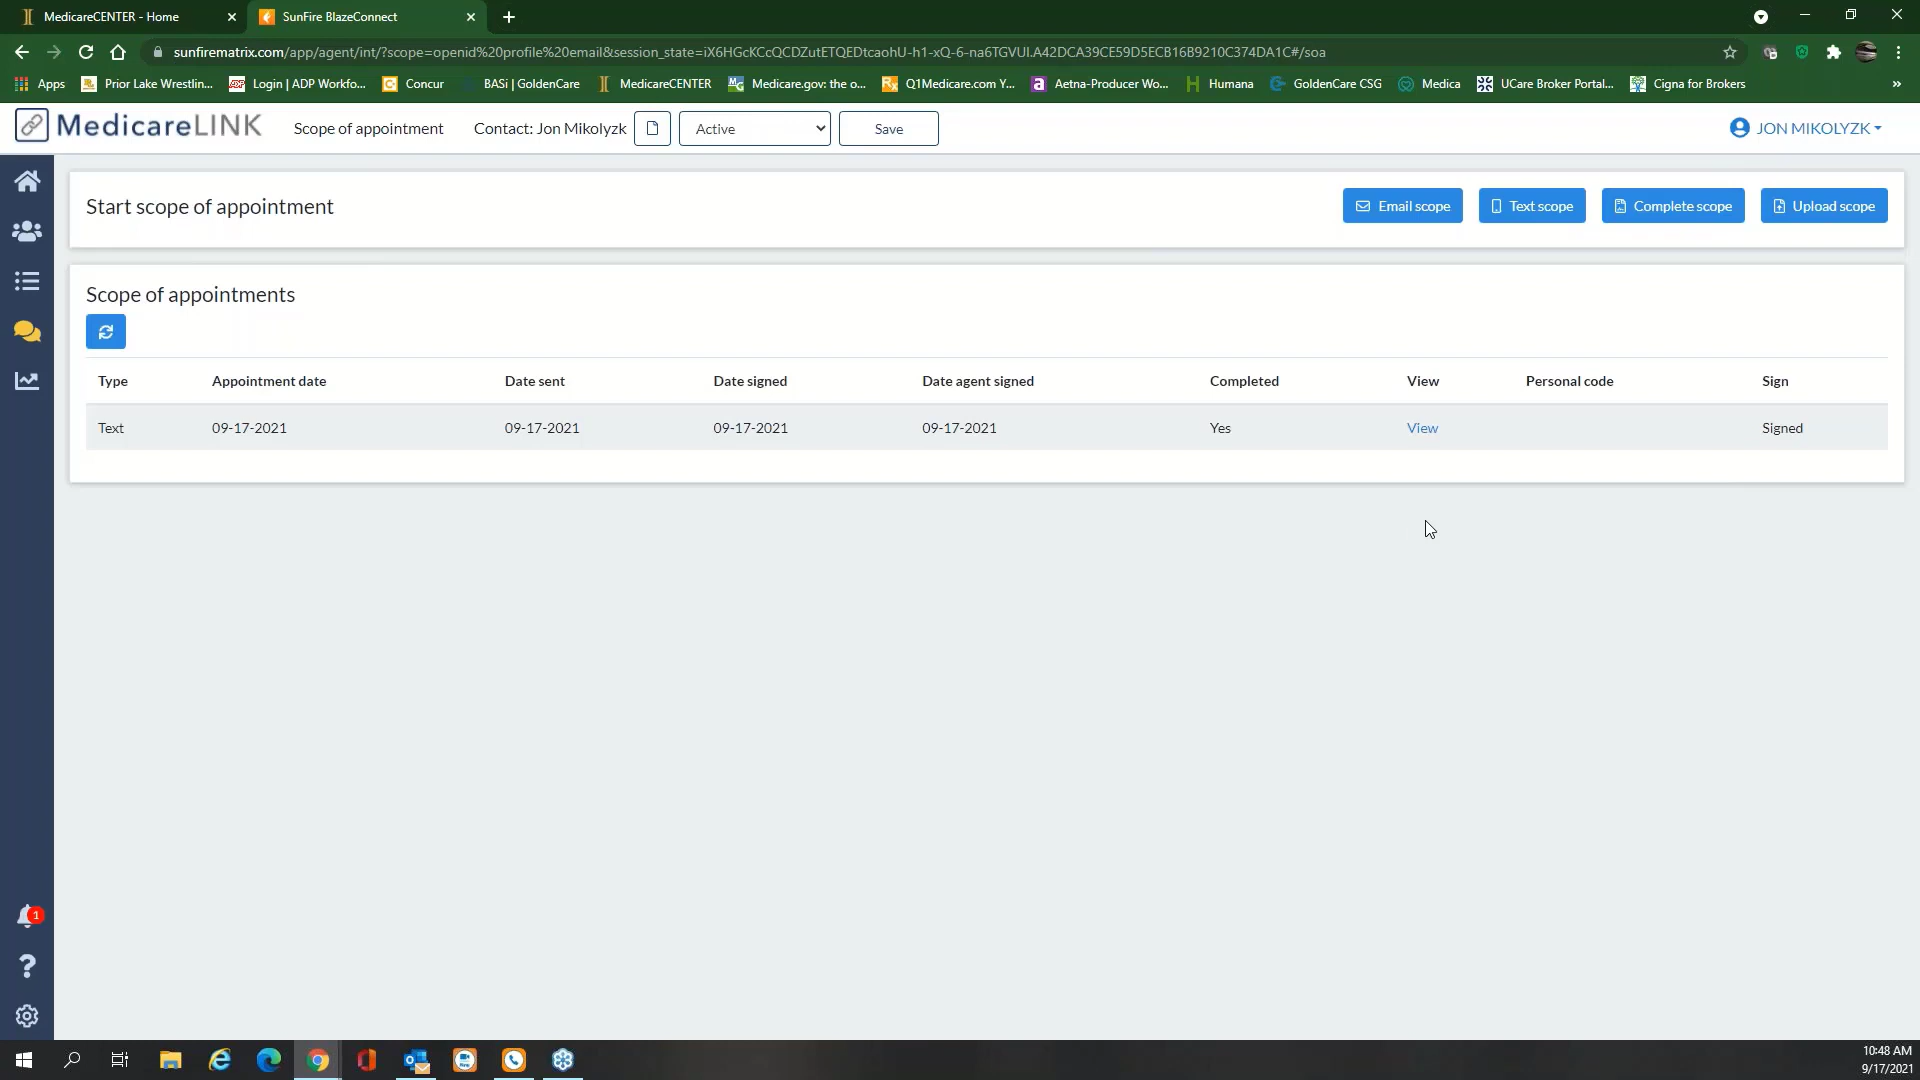 MedicareCENTER - Home
SunFire BlazeConnect
sunfirematrix.com/app/agent/int/?scope=openid%20profile%20email&session_state=iX6HGcKCcQCDZutETQEDtcaohU-h1-xQ-6-na6TGVUI.A42DCA39CE59D5ECB16B9210C374DA1C#/soa
Apps
Prior Lake Wrestlin...
Login | ADP Workfo...
Concur
BASi | GoldenCare
MedicareCENTER
Medicare.gov: the o...
Q1Medicare.com Y...
Aetna-Producer Wo...
Humana
GoldenCare CSG
Medica
UCare Broker Portal...
Cigna for Brokers
»
MedicareLINK
Scope of appointment
Contact: Jon Mikolyzk
Active
Save
JON MIKOLYZK
Start scope of appointment
Email scope
Text scope
Complete scope
Upload scope
Scope of appointments
Type Appointment date Date sent Date signed Date agent signed Completed View Personal code Sign
Text 09-17-2021 09-17-2021 09-17-2021 09-17-2021 Yes View Signed
1
10:48 AM
9/17/2021